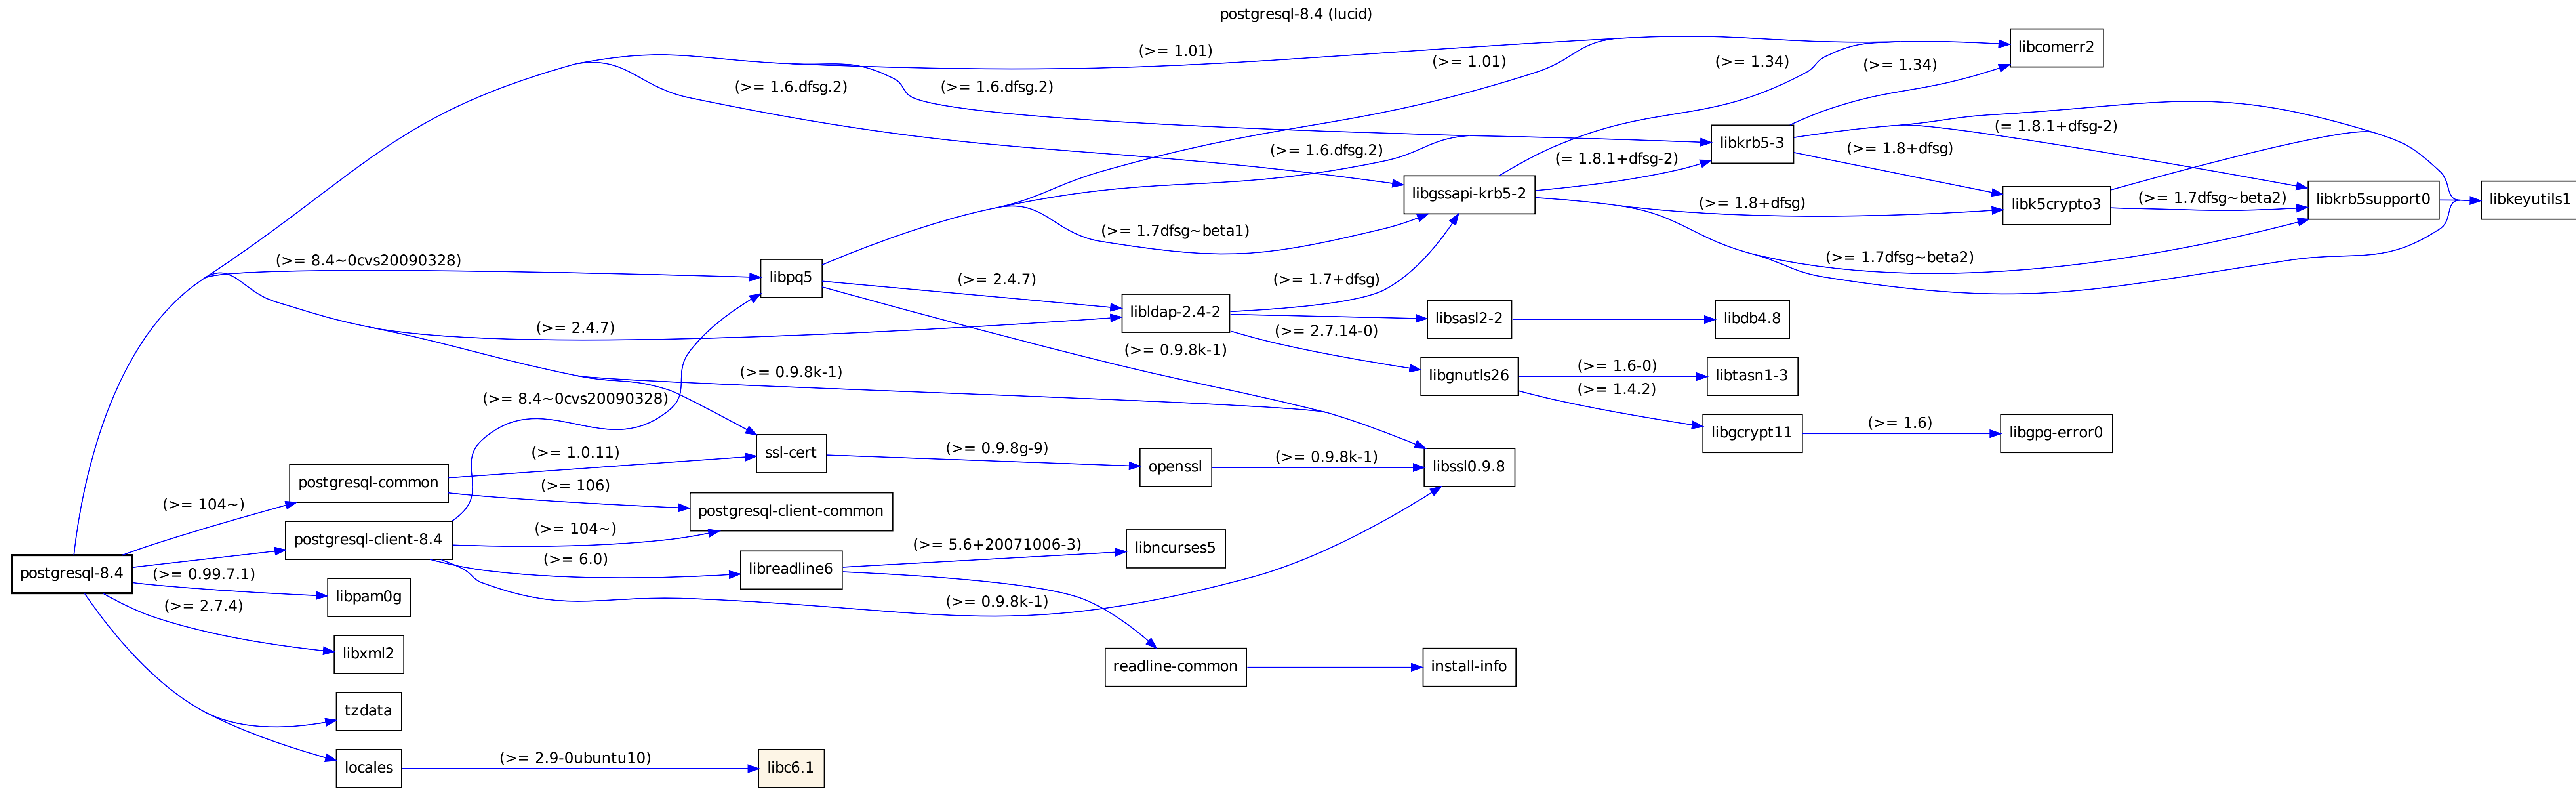 postgresql-8.4 (lucid)
(>= 1.01)
libcomerr2
(>= 1.01)
(>= 1.34)
(>= 1.34)
(>= 1.6.dfsg.2)
(>= 1.6.dfsg.2)
(= 1.8.1+dfsg-2)
libkrb5-3
(>= 1.8+dfsg)
(>= 1.6.dfsg.2)
(= 1.8.1+dfsg-2)
libgssapi-krb5-2
(>= 1.8+dfsg)
libk5crypto3
(>= 1.7dfsg~beta2)
libkrb5support0
libkeyutils1
(>= 1.7dfsg~beta1)
(>= 1.7dfsg~beta2)
(>= 8.4~0cvs20090328)
libpq5
(>= 2.4.7)
(>= 1.7+dfsg)
libldap-2.4-2
libsasl2-2
libdb4.8
(>= 2.4.7)
(>= 2.7.14-0)
(>= 0.9.8k-1)
(>= 0.9.8k-1)
libgnutls26
(>= 1.6-0)
libtasn1-3
(>= 1.4.2)
(>= 8.4~0cvs20090328)
libgcrypt11
(>= 1.6)
libgpg-error0
(>= 1.0.11)
ssl-cert
(>= 0.9.8g-9)
openssl
(>= 0.9.8k-1)
libssl0.9.8
postgresql-common
(>= 106)
(>= 104~)
postgresql-client-common
postgresql-client-8.4
(>= 104~)
(>= 5.6+20071006-3)
libncurses5
(>= 6.0)
libreadline6
postgresql-8.4
(>= 0.99.7.1)
libpam0g
(>= 2.7.4)
(>= 0.9.8k-1)
libxml2
readline-common
install-info
tzdata
locales
(>= 2.9-0ubuntu10)
libc6.1